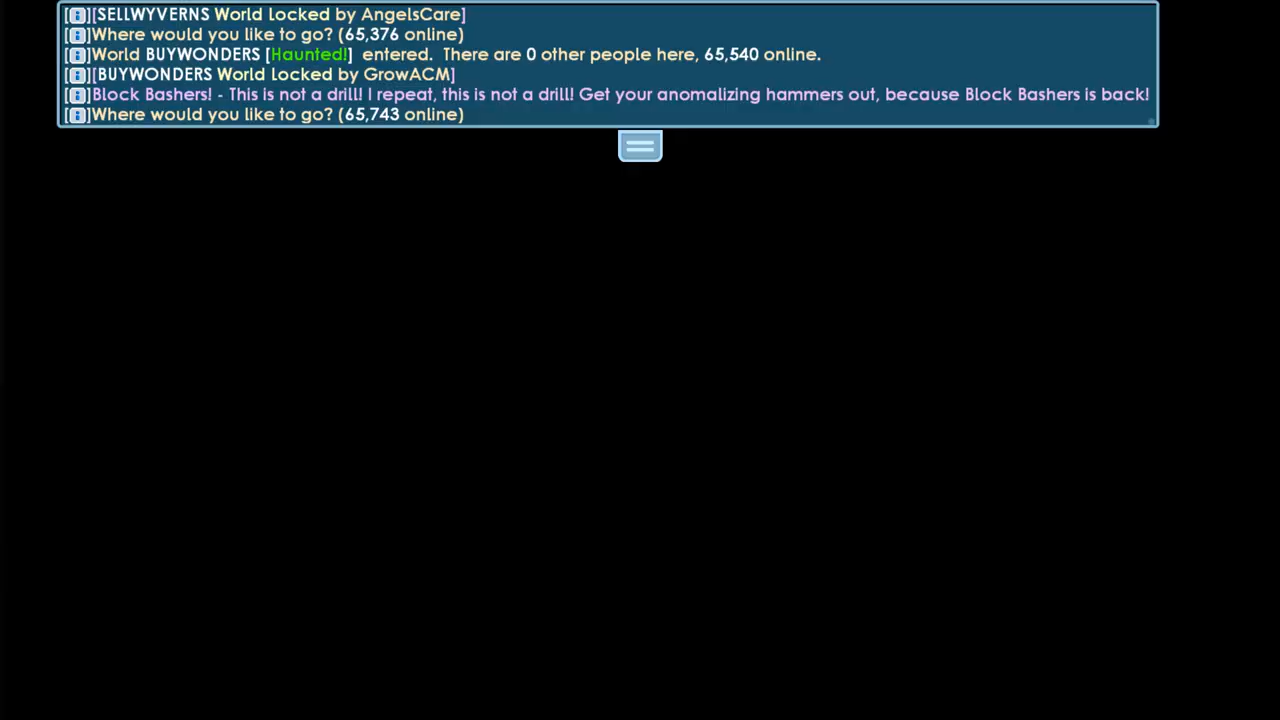 [i][SELLWYVERNS World Locked by AngelsCare]
[i]Where would you like to go? (65,376 online)
[i]World BUYWONDERS [Haunted!]  entered.  There are 0 other people here, 65,540 online.
[i][BUYWONDERS World Locked by GrowACM]
[i]Block Bashers! - This is not a drill! I repeat, this is not a drill! Get your anomalizing hammers out, because Block Bashers is back!
[i]Where would you like to go? (65,743 online)